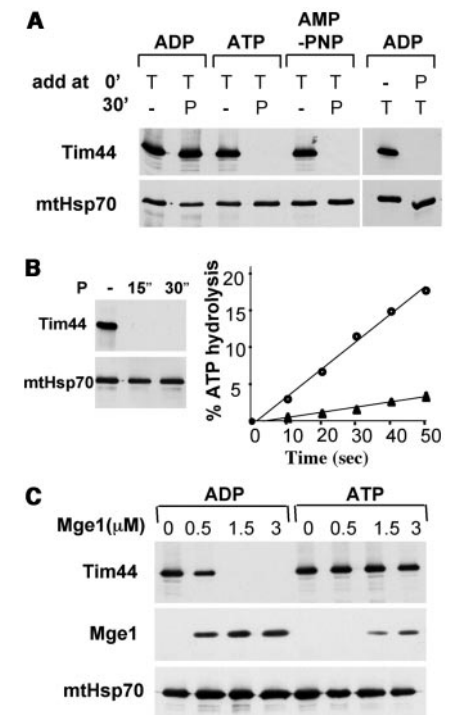 A
AMP
ADP ATP -PNP ADP
add at 0' T T T T T T - P
30' - P - P - P T T
Tim44
mtHsp70
B
P - 15” 30”
Tim44
mtHsp70
% ATP hydrolysis
20
15
10
5
0 10 20 30 40 50
Time (sec)
C
ADP ATP
Mge1(μM) 0 0.5 1.5 3 0 0.5 1.5 3
Tim44
Mge1
mtHsp70